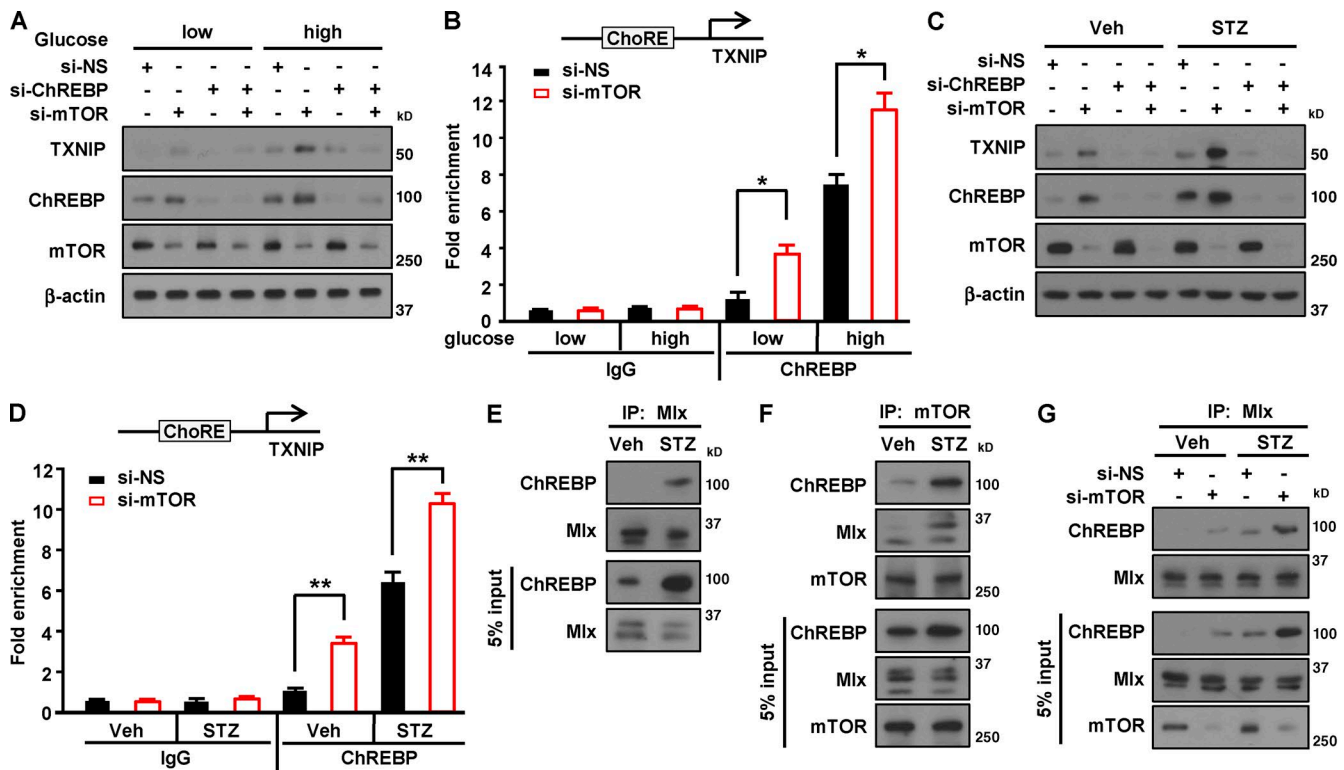 A
Glucose low high
si-NS + - - - + - - -
si-ChREBP - - + + - - + +
si-mTOR - + - + - + - + kD
TXNIP 50
ChREBP 100
mTOR 250
β-actin 37
B
ChoRE
TXNIP
si-NS
si-mTOR
Fold enrichment
14
12
10
8
6
4
2
0
* *
glucose low high low high
IgG ChREBP
C
Veh STZ
si-NS + - - - + - - -
si-ChREBP - - + + - - + +
si-mTOR - + - + - + - + kD
TXNIP 50
ChREBP 100
mTOR 250
β-actin 37
D
ChoRE
TXNIP
si-NS
si-mTOR
Fold enrichment
12
10
8
6
4
2
0
** **
Veh STZ Veh STZ
IgG ChREBP
E
IP: Mlx
Veh STZ kD
ChREBP 100
Mlx 37
5% input
ChREBP 100
Mlx 37
F
IP: mTOR
Veh STZ kD
ChREBP 100
Mlx 37
mTOR 250
5% input
ChREBP 100
Mlx 37
mTOR 250
G
IP: Mlx
Veh STZ
si-NS + - + -
si-mTOR - + - + kD
ChREBP 100
Mlx 37
5% input
ChREBP 100
Mlx 37
mTOR 250